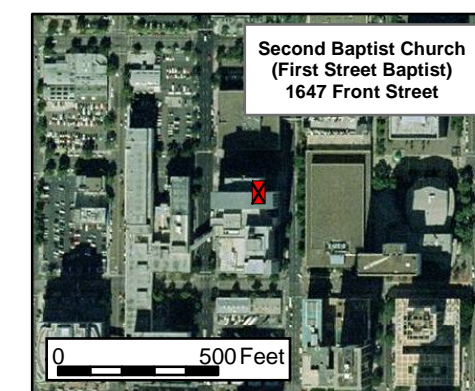 Second Baptist Church
(First Street Baptist)
1647 Front Street
0 500 Feet